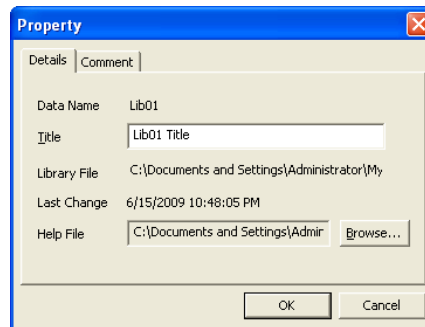 Property
Details Comment
Data Name Lib01
Title Lib01 Title
Library File C:\Documents and Settings\Administrator\My
Last Change 6/15/2009 10:48:05 PM
Help File C:\Documents and Settings\Admir Browse...
OK Cancel